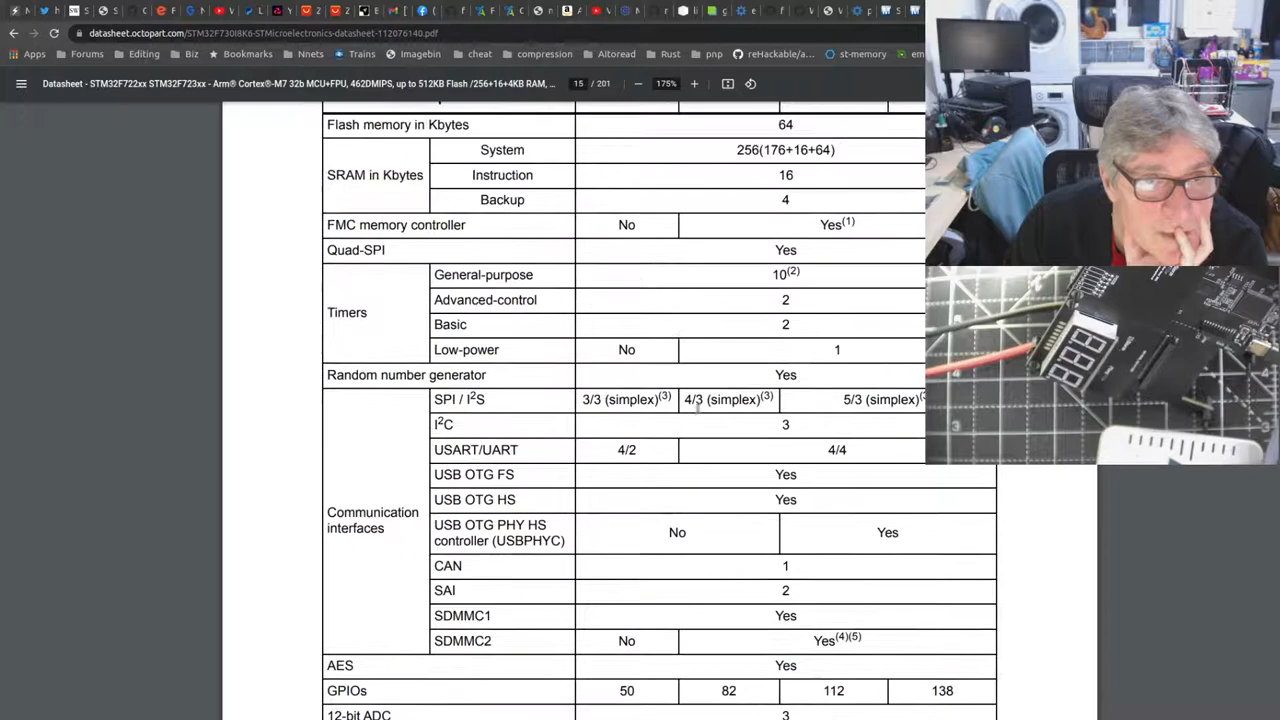 datasheet.octopart.com/STM32F730I8K6-STMicroelectronics-datasheet-112076140.pdf
Apps Forums Editing Biz Nnets Trains Imagebin cheat compression Altoread Rust php reHackable/a st-memory em
Datasheet - STM32F722xx STM32F723xx - Arm® Cortex®-M7 32b MCU+FPU, 462DMIPS, up to 512KB Flash /256+ 15 / 201 175%
Flash memory in Kbytes 64
SRAM in Kbytes System 256(176+16+64)
Instruction 16
Backup 4
FMC memory controller No Yes(1)
Quad-SPI Yes
Timers General-purpose 10(2)
Advanced-control 2
Basic 2
Low-power No 1
Random number generator Yes
Communication interfaces SPI / I2S 3/3 (simplex)(3) 4/3 (simplex)(3) 5/3 (simplex)
I2C 3
USART/UART 4/2 4/4
USB OTG FS Yes
USB OTG HS Yes
USB OTG PHY HS
controller (USBPHYC) No Yes
CAN 1
SAI 2
SDMMC1 Yes
SDMMC2 No Yes(4)(5)
AES Yes
GPIOs 50 82 112 138
12-bit ADC 3